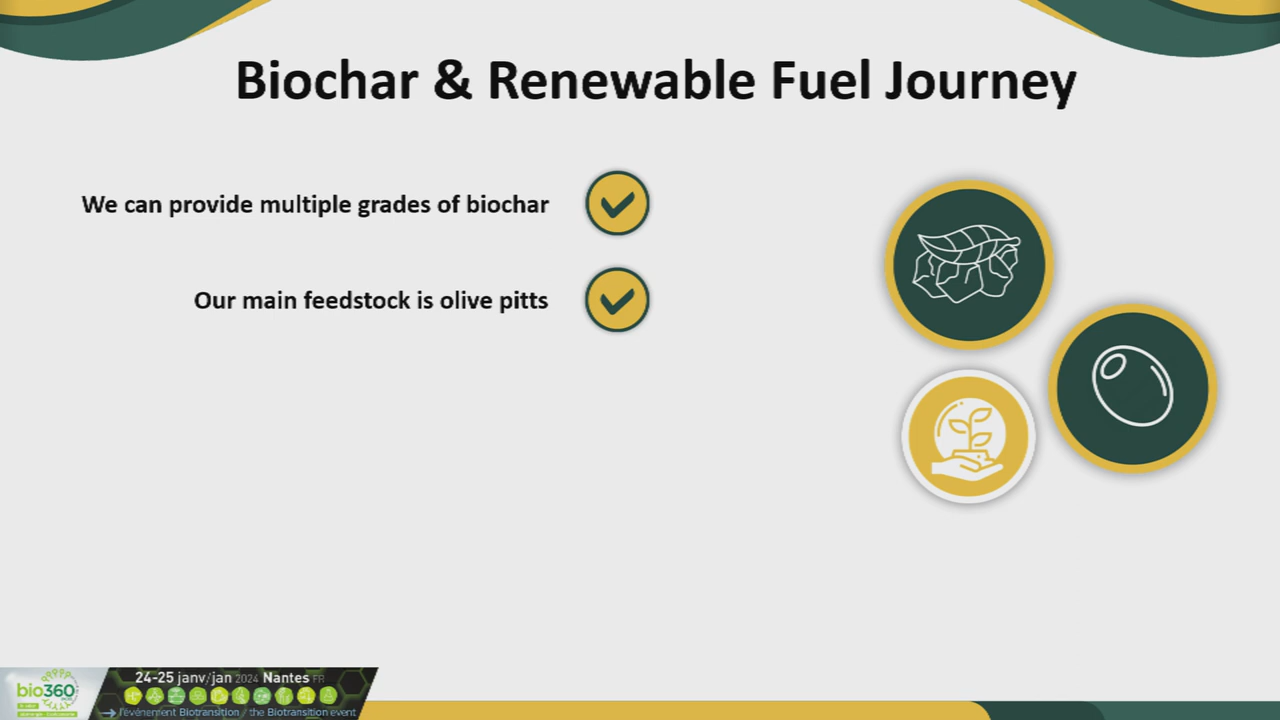 Biochar & Renewable Fuel Journey
We can provide multiple grades of biochar
Our main feedstock is olive pitts
bio360
24-25 janv/jan 2024 Nantes FR
l'événement Biotransition / the Biotransition event